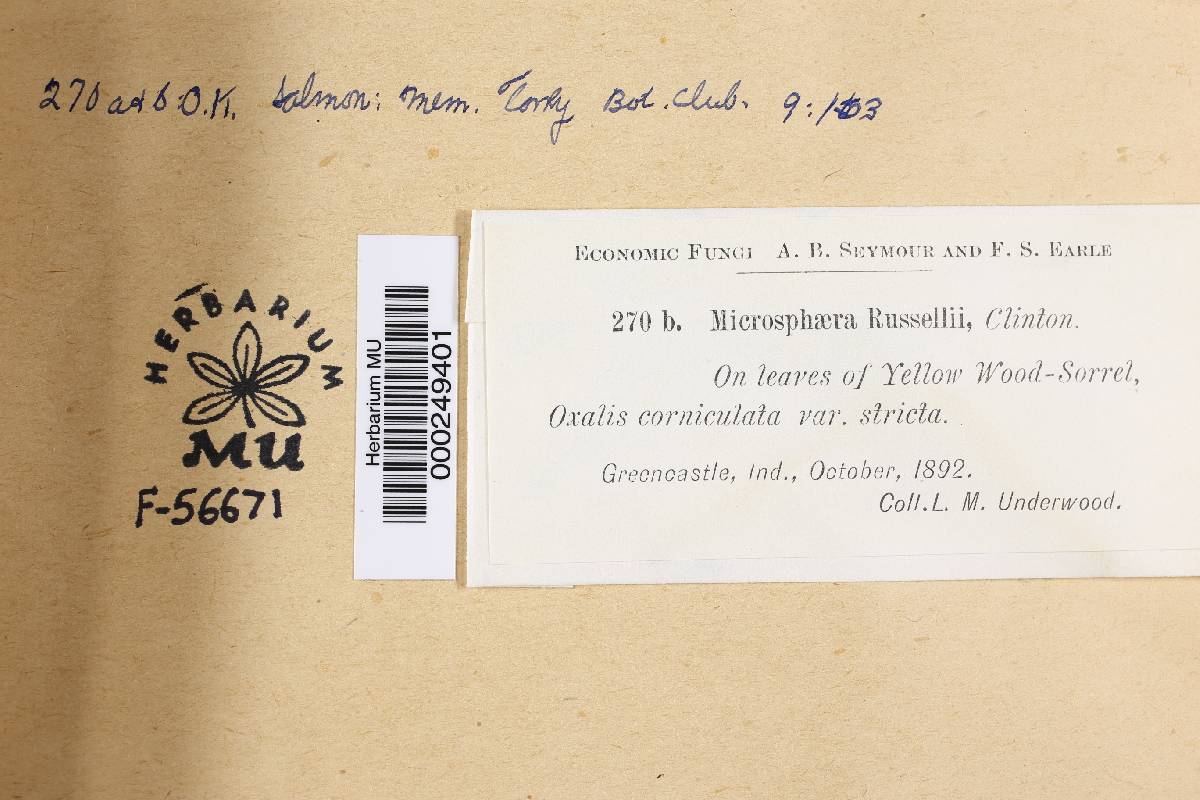 270 a & b O.K. Salmon: Mem. Torrey Bot. Club. 9:163
ECONOMIC FUNGI A. B. SEYMOUR AND F. S. EARLE
270 b. Microsphæra Russellii, Clinton.
On leaves of Yellow Wood-Sorrel,
Oxalis corniculata var. stricta.
Greencastle, Ind., October, 1892.
Coll. L. M. Underwood.
Herbarium MU
000249401
HERBARIUM
MU
F-56671